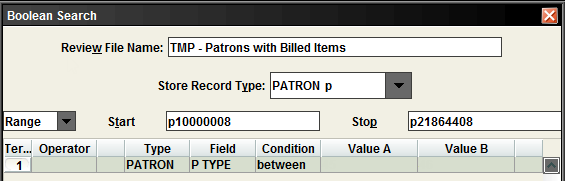 Boolean Search
Review File Name: TMP - Patrons with Billed Items
Store Record Type: PATRON p
Range Start p10000008 Stop p21864408
Ter... Operator Type Field Condition Value A Value B
1 PATRON P TYPE between